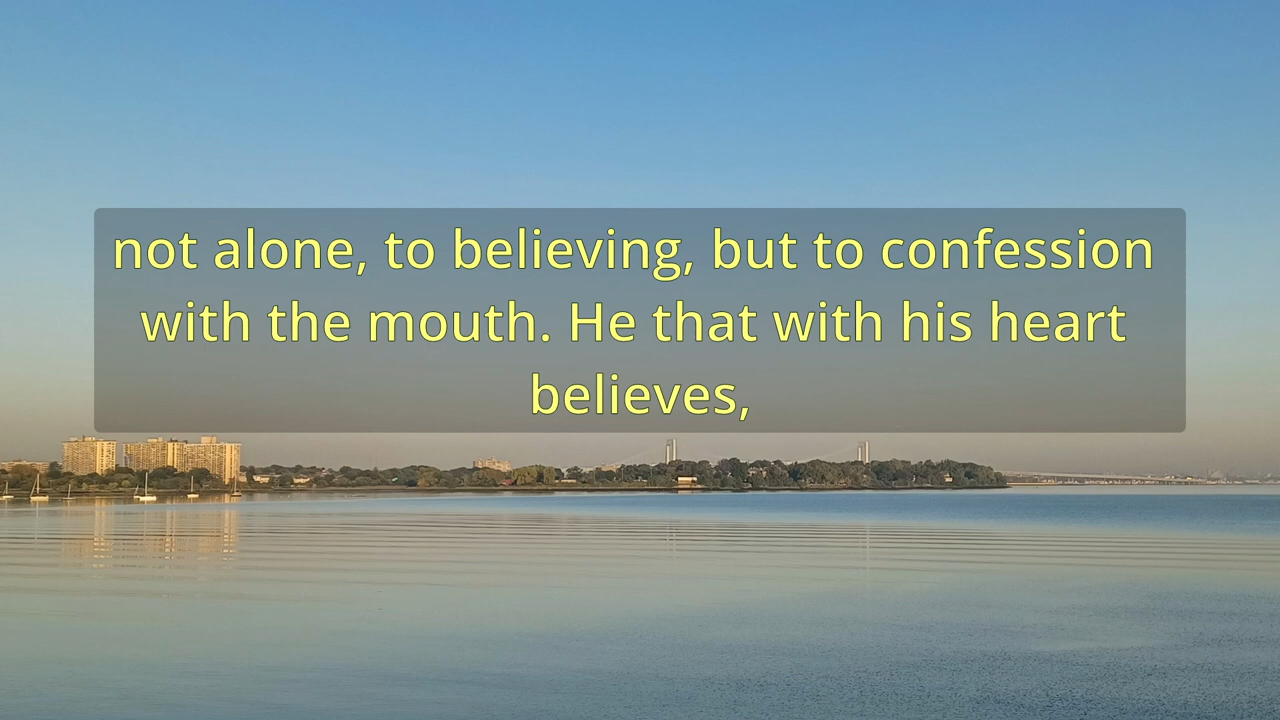 not alone, to believing, but to confession
with the mouth. He that with his heart
believes,